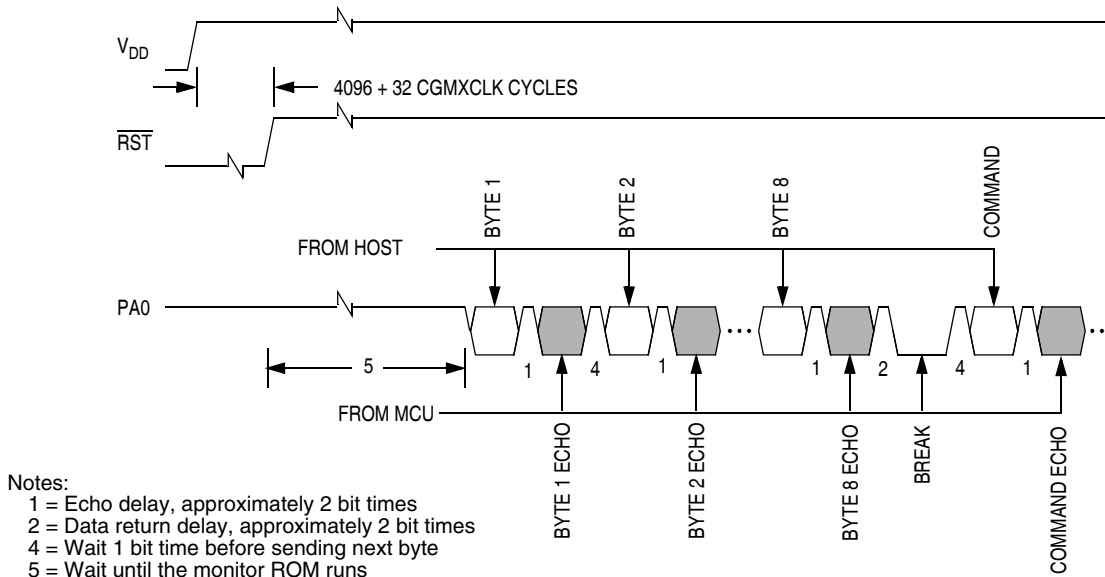 VDD
4096 + 32 CGMXCLK CYCLES
RST
BYTE 1
BYTE 2
BYTE 8
COMMAND
FROM HOST
PA0
...
..
5
1
4
1
1
2
4
1
FROM MCU
BYTE 1 ECHO
BYTE 2 ECHO
BYTE 8 ECHO
BREAK
COMMAND ECHO
Notes:
1 = Echo delay, approximately 2 bit times
2 = Data return delay, approximately 2 bit times
4 = Wait 1 bit time before sending next byte
5 = Wait until the monitor ROM runs